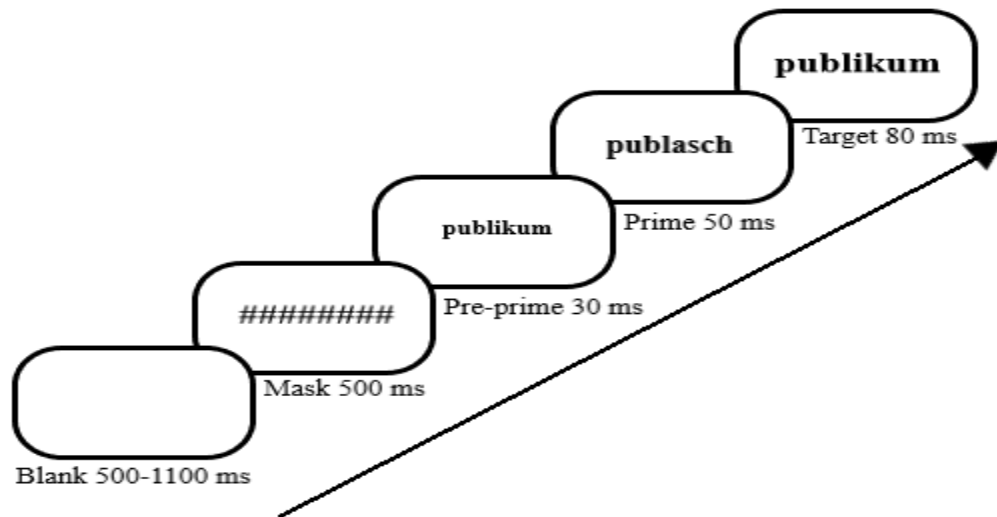 publikum
publasch
Target 80 ms
publikum
Prime 50 ms
########
Pre-prime 30 ms
Mask 500 ms
Blank 500-1100 ms